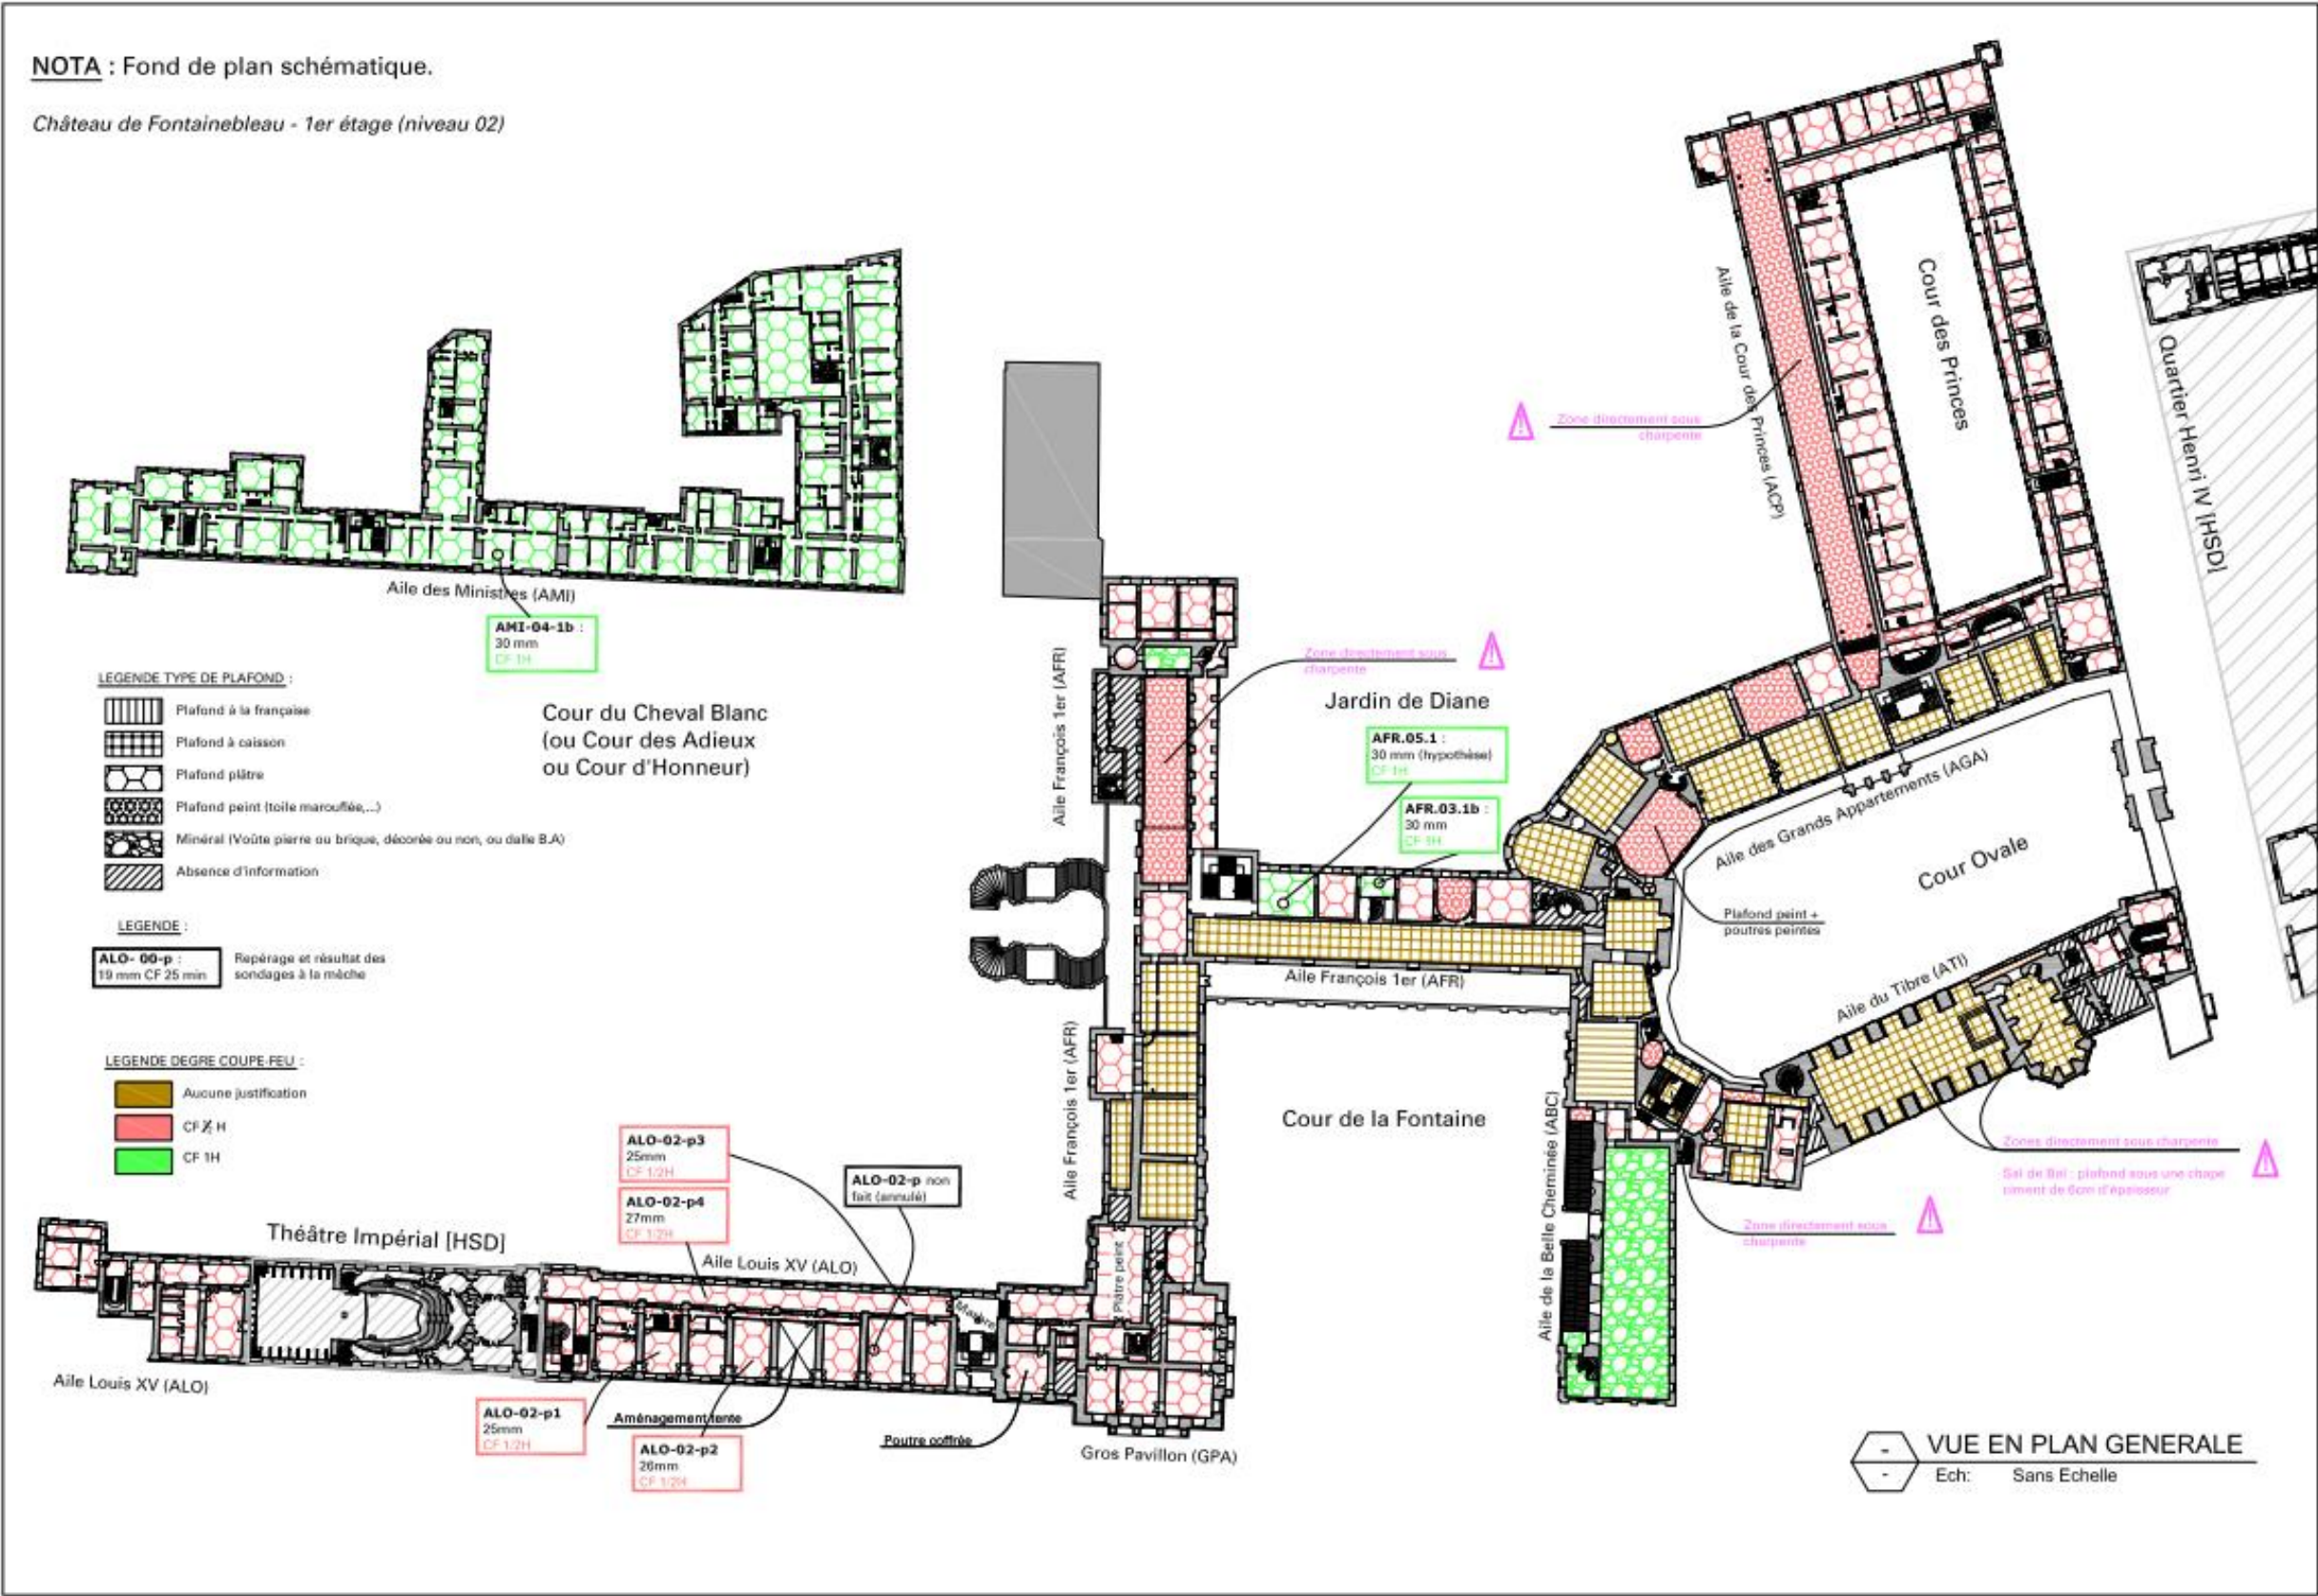 NOTA : Fond de plan schématique.
Château de Fontainebleau - 1er étage (niveau 02)
Aile des Ministres (AMI)
AMI-04-1b :
30 mm
CF 1H
LEGENDE TYPE DE PLAFOND :
Plafond à la française
Plafond à caisson
Plafond plâtre
Plafond peint (toile marouflée,...)
Minéral (Voûte pierre ou brique, décorée ou non, ou dalle B.A)
Absence d'information
LEGENDE :
ALO- 00-p :
19 mm CF 25 min
Repérage et résultat des
sondages à la mèche
LEGENDE DEGRE COUPE-FEU :
Aucune justification
CF ½ H
CF 1H
Cour du Cheval Blanc
(ou Cour des Adieux
ou Cour d'Honneur)
Aile François 1er (AFR)
Zone directement sous
charpente
Jardin de Diane
AFR.05.1 :
30 mm (hypothèse)
CF 1H
AFR.03.1b :
30 mm
CF 1H
Aile François 1er (AFR)
Aile François 1er (AFR)
Cour de la Fontaine
Zone directement sous
charpente
Aile de la Cour des Princes (ACP)
Cour des Princes
Quartier Henri IV [HSD]
Aile des Grands Appartements (AGA)
Cour Ovale
Plafond peint +
poutres peintes
Aile du Tibre (ATI)
Zones directement sous charpente
Sal de Bal : plafond sous une chape
ciment de 6cm d'épaisseur
Zone directement sous
charpente
Aile de la Belle Cheminée (ABC)
Théâtre Impérial [HSD]
Aile Louis XV (ALO)
ALO-02-p3
25mm
CF 1/2H
ALO-02-p4
27mm
CF 1/2H
ALO-02-p non
fait (annulé)
Aile Louis XV (ALO)
Marbre
Plâtre peint
ALO-02-p1
25mm
CF 1/2H
Aménagement tente
ALO-02-p2
26mm
CF 1/2H
Poutre coffrée
Gros Pavillon (GPA)
VUE EN PLAN GENERALE
Ech: Sans Echelle